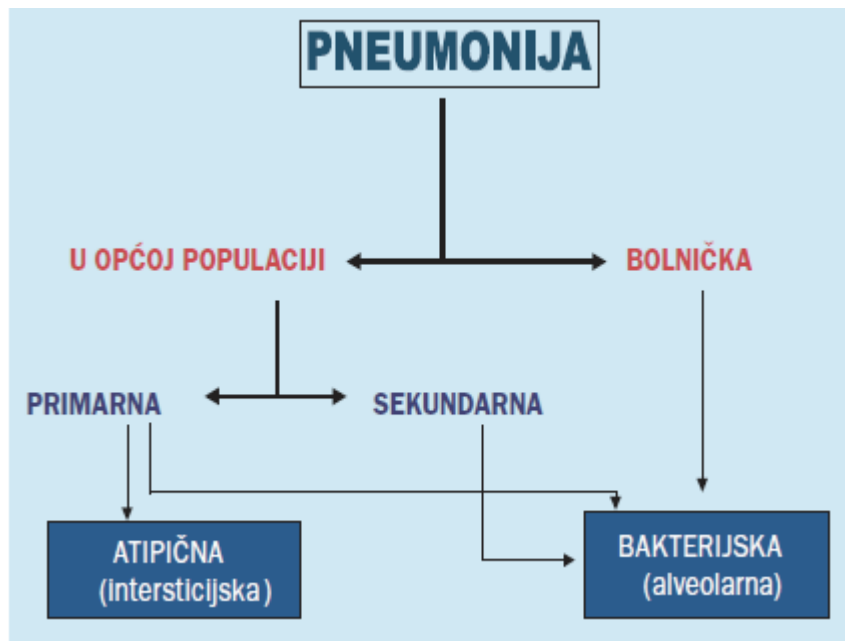 PNEUMONIJA
U OPĆOJ POPULACIJI
BOLNIČKA
PRIMARNA
SEKUNDARNA
ATIPIČNA
(intersticijska)
BAKTERIJSKA
(alveolarna)